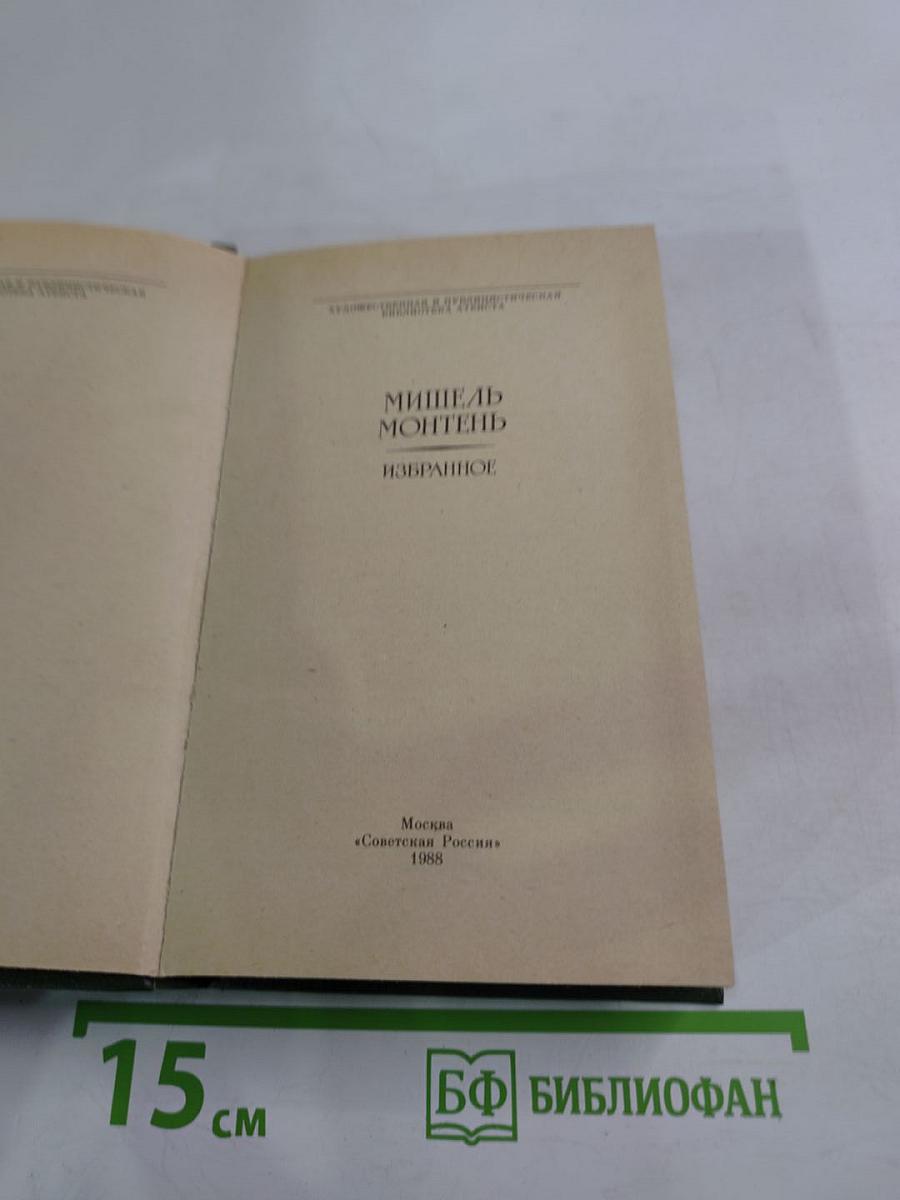 ХУДОЖЕСТВЕННАЯ И ПУБЛИЦИСТИЧЕСКАЯ
БИБЛИОТЕКА АТЕИСТА
МИШЕЛЬ
МОНТЕНЬ
ИЗБРАННОЕ
Москва
«Советская Россия»
1988
15 см
БФ БИБЛИОФАН